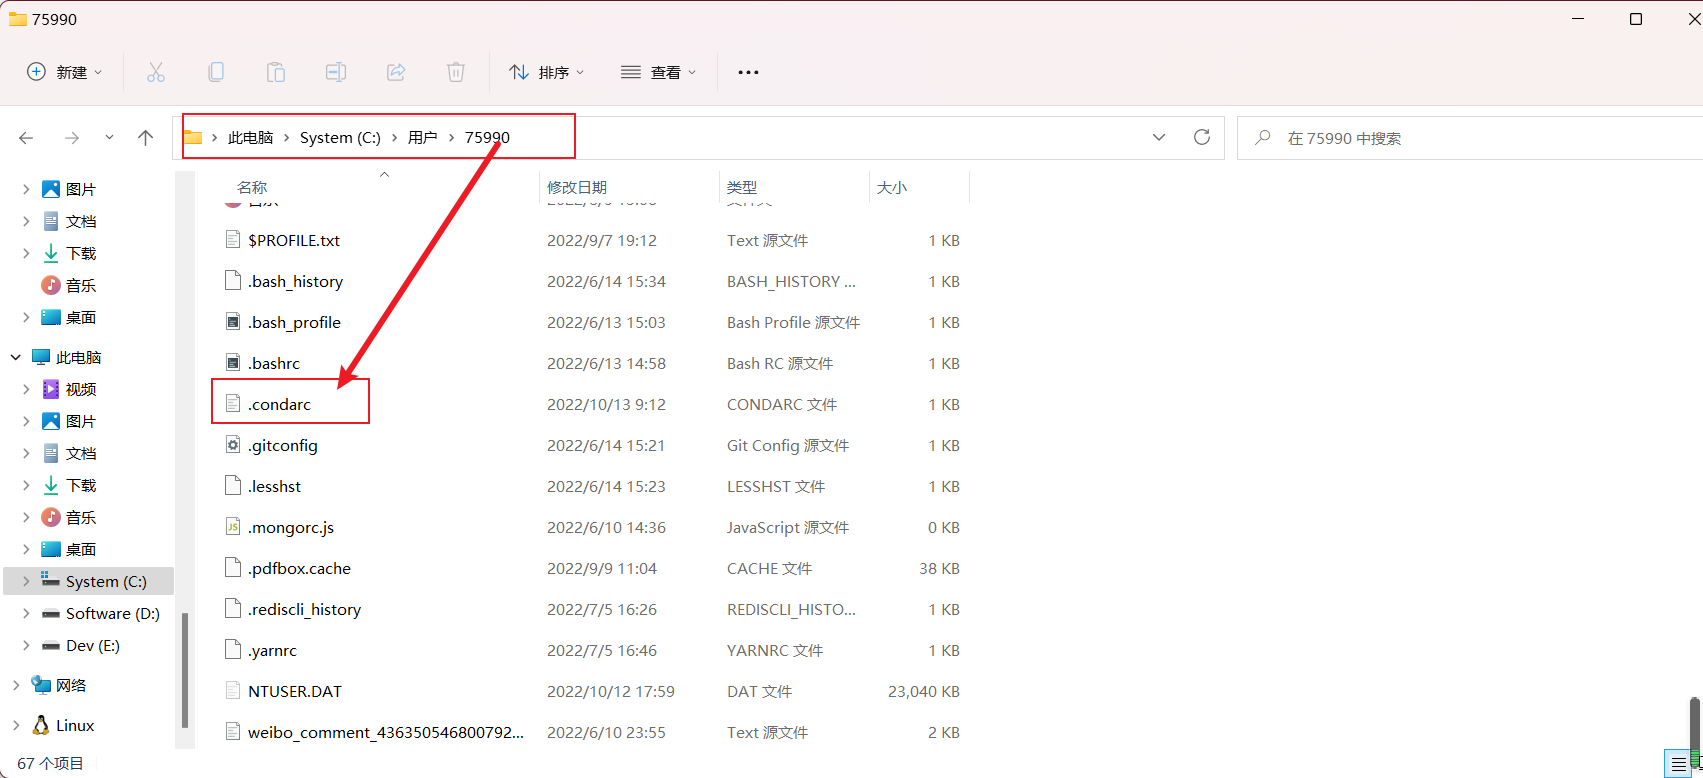 75990
新建
排序
查看
此电脑 System (C:) 用户 75990
在 75990 中搜索
图片
文档
下载
音乐
桌面
此电脑
视频
图片
文档
下载
音乐
桌面
System (C:)
Software (D:)
Dev (E:)
网络
Linux
名称 修改日期 类型 大小
$PROFILE.txt 2022/9/7 19:12 Text 源文件 1 KB
.bash_history 2022/6/14 15:34 BASH_HISTORY ... 1 KB
.bash_profile 2022/6/13 15:03 Bash Profile 源文件 1 KB
.bashrc 2022/6/13 14:58 Bash RC 源文件 1 KB
.condarc 2022/10/13 9:12 CONDARC 文件 1 KB
.gitconfig 2022/6/14 15:21 Git Config 源文件 1 KB
.lesshst 2022/6/14 15:23 LESSHST 文件 1 KB
.mongorc.js 2022/6/10 14:36 JavaScript 源文件 0 KB
.pdfbox.cache 2022/9/9 11:04 CACHE 文件 38 KB
.rediscli_history 2022/7/5 16:26 REDISCLI_HISTO... 1 KB
.yarnrc 2022/7/5 16:46 YARNRC 文件 1 KB
NTUSER.DAT 2022/10/12 17:59 DAT 文件 23,040 KB
weibo_comment_436350546800792... 2022/6/10 23:55 Text 源文件 2 KB
67 个项目